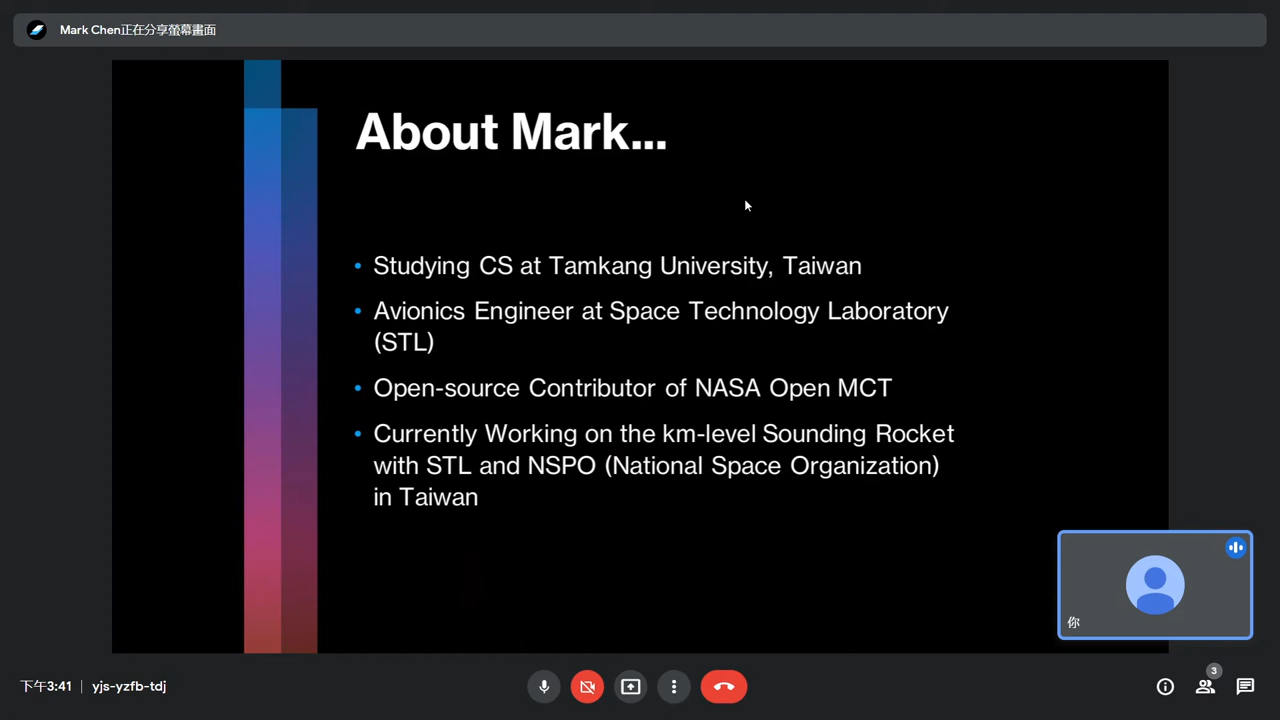 Mark Chen正在分享螢幕畫面
About Mark...
• Studying CS at Tamkang University, Taiwan
• Avionics Engineer at Space Technology Laboratory
(STL)
• Open-source Contributor of NASA Open MCT
• Currently Working on the km-level Sounding Rocket
with STL and NSPO (National Space Organization)
in Taiwan
你
下午3:41 | yjs-yzfb-tdj
3